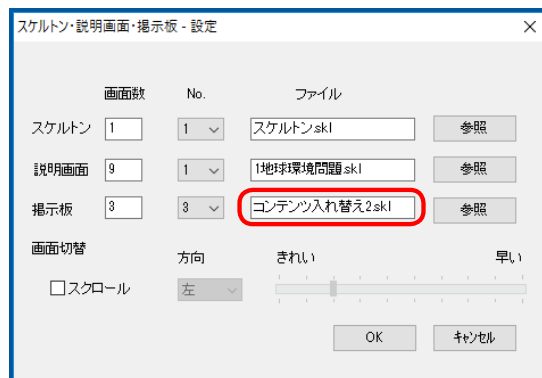 スケルトン・説明画面・掲示板 - 設定
画面数 No. ファイル
スケルトン 1 1 スケルトン.skl 参照
説明画面 9 1 1地球環境問題.skl 参照
掲示板 3 3 コンテンツ入れ替え2.skl 参照
画面切替 方向 きれい 早い
スクロール 左
OK キャンセル